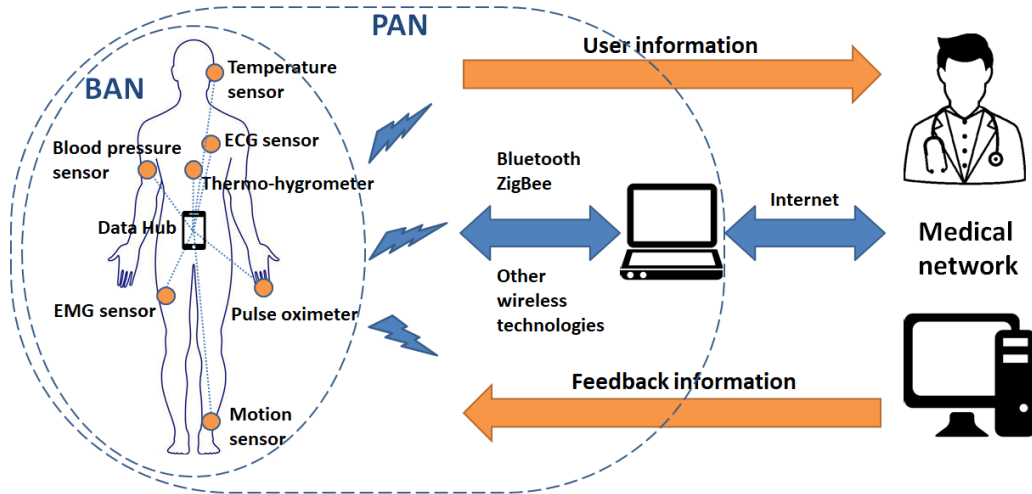 PAN
BAN
Temperature
sensor
ECG sensor
Blood pressure
sensor
Thermo-hygrometer
Data Hub
EMG sensor
Pulse oximeter
Motion
sensor
User information
Bluetooth
ZigBee
Other
wireless
technologies
Internet
Medical
network
Feedback information